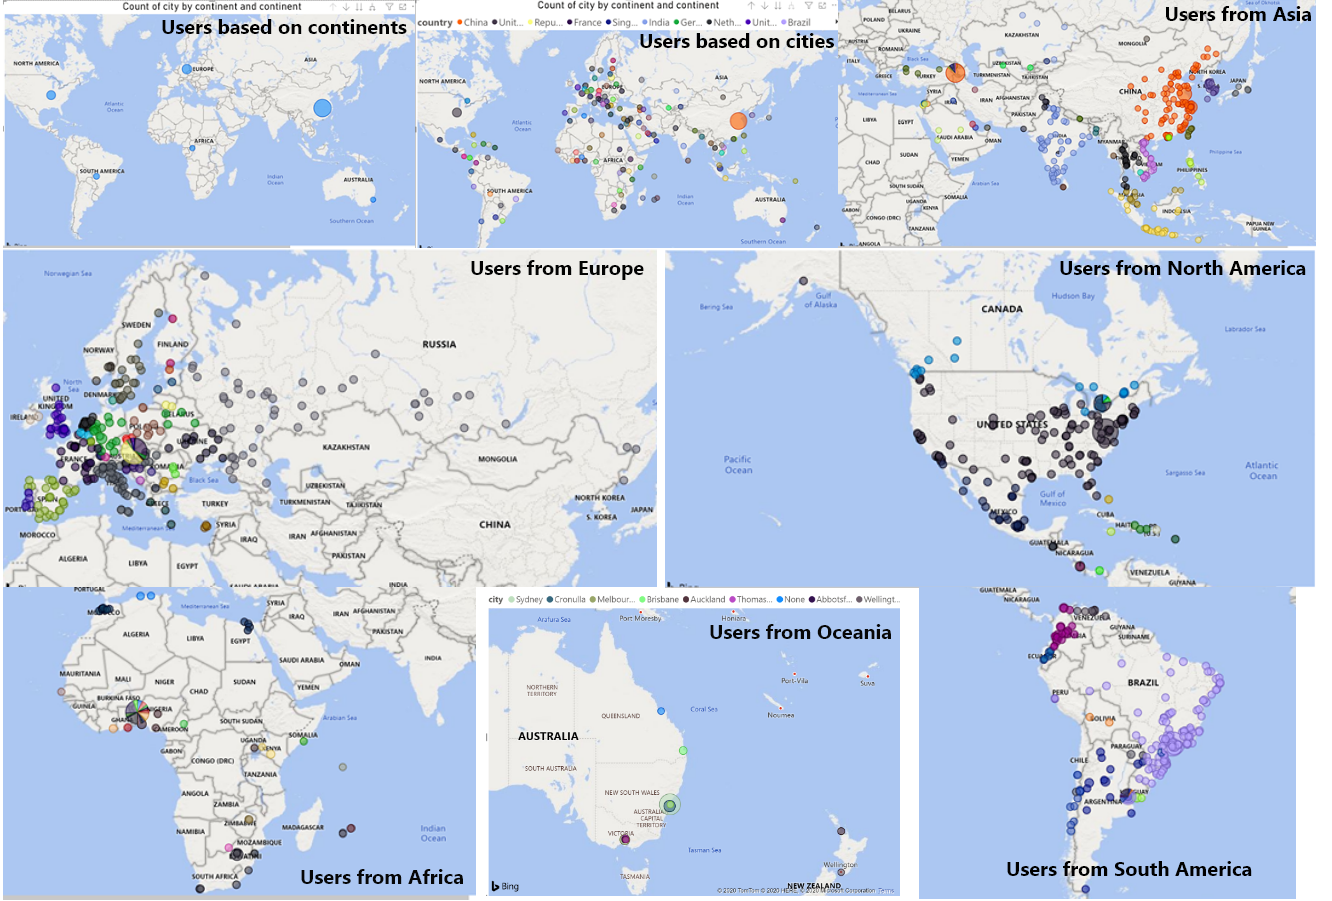 Count of city by continent and continent
Users based on continents
NORTH AMERICA
EUROPE
ASIA
Atlantic
Ocean
AFRICA
SOUTH AMERICA
Indian
Ocean
AUSTRALIA
Southern Ocean
Count of city by continent and continent
country China Unit... Repu... France Sing... India Ger... Neth... Unit... Brazil
Users based on cities
NORTH AMERICA
EUROPE
ASIA
Atlantic
Ocean
AFRICA
SOUTH AMERICA
Indian
Ocean
AUSTRALIA
Southern Ocean
Users from Asia
BELARUS
POLAND
UKRAINE
KAZAKHSTAN
MONGOLIA
ROMANIA
ITALY
Black Sea
UZBEKISTAN
GREECE
TURKEY
TURKMENISTAN
TAJIKISTAN
NORTH KOREA
JAPAN
CHINA
Mediterranean Sea
SYRIA
IRAN
AFGHANISTAN
PAKISTAN
LIBYA
EGYPT
SAUDI ARABIA
OMAN
MYANMAR
CHAD
SUDAN
YEMEN
Philippine Sea
PHILIPPINES
Arabian Sea
SOUTH SUDAN
SOMALIA
UGANDA
KENYA
GABON
CONGO (DRC)
TANZANIA
ANGOLA
MALAYSIA
INDONESIA
PAPUA NEW
GUINEA
Users from Europe
Norwegian Sea
SWEDEN
FINLAND
NORWAY
RUSSIA
North
Sea
UNITED
KINGDOM
DENMARK
IRELAND
BELARUS
POLAND
UKRAINE
FRANCE
AUSTRIA
ROMANIA
KAZAKHSTAN
MONGOLIA
Black Sea
UZBEKISTAN
SPAIN
PORTUGAL
GREECE
TURKEY
TURKMENISTAN
TAJIKISTAN
NORTH KOREA
JAPAN
S. KOREA
CHINA
Mediterranean Sea
SYRIA
MOROCCO
IRAQ
IRAN
AFGHANISTAN
PAKISTAN
ALGERIA
LIBYA
EGYPT
SAUDI ARABIA
INDIA
Users from North America
Bering Sea
Gulf
of Alaska
CANADA
Hudson Bay
Labrador Sea
UNITED STATES
Pacific
Ocean
Sargasso Sea
Atlantic
Ocean
Gulf of
Mexico
MEXICO
CUBA
HAITI
GUATEMALA
NICARAGUA
VENEZUELA
GUYANA
PORTUGAL
MOROCCO
Mediterranean Sea
SYRIA
IRAQ
IRAN
AFGHANISTAN
PAKISTAN
ALGERIA
LIBYA
EGYPT
SAUDI ARABIA
OMAN
INDIA
MAURITANIA
MALI
NIGER
CHAD
SUDAN
YEMEN
BURKINA FASO
GUINEA
GHANA
NIGERIA
Arabian Sea
SOUTH SUDAN
CAMEROON
SOMALIA
UGANDA
KENYA
GABON
CONGO (DRC)
TANZANIA
ANGOLA
ZAMBIA
ZIMBABWE
MADAGASCAR
NAMIBIA
MOZAMBIQUE
Indian
Ocean
ESWATINI
SOUTH AFRICA
Users from Africa
city Sydney Cronulla Melbour... Brisbane Auckland Thomas... None Abbotsf... Wellingt...
Arafura Sea
Port Moresby
Honiara
Users from Oceania
NORTHERN
TERRITORY
Port-Vila
Suva
QUEENSLAND
Coral Sea
Noumea
AUSTRALIA
SOUTH AUSTRALIA
NEW SOUTH WALES
AUSTRALIA
CAPITAL
TERRITORY
VICTORIA
Tasman Sea
Wellington
TASMANIA
NEW ZEALAND
Bing
© 2020 TomTom © 2020 HERE, © 2020 Microsoft Corporation Terms
GUATEMALA
NICARAGUA
VENEZUELA
GUYANA
SURINAME
ECUADOR
BRAZIL
PERU
BOLIVIA
PARAGUAY
CHILE
URUGUAY
ARGENTINA
Users from South America